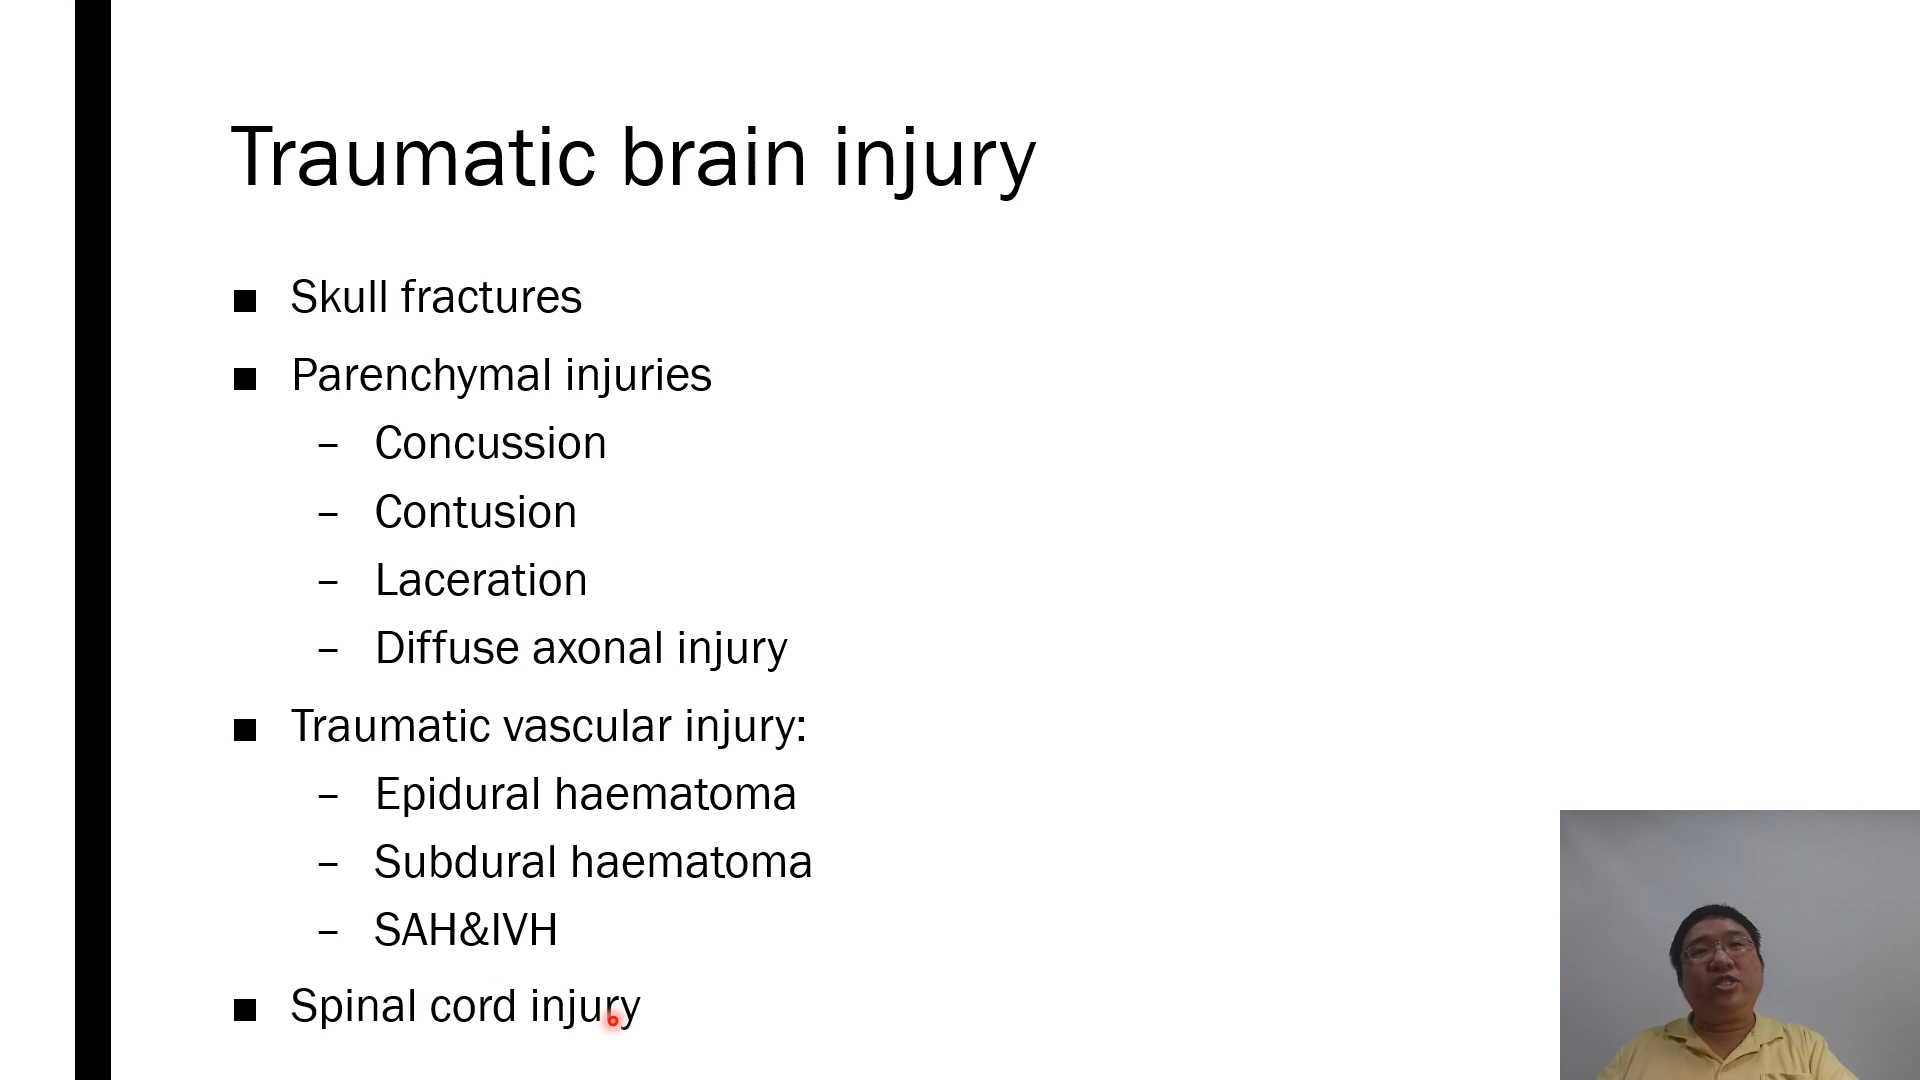 Traumatic brain injury
■ Skull fractures
■ Parenchymal injuries
– Concussion
– Contusion
– Laceration
– Diffuse axonal injury
■ Traumatic vascular injury:
– Epidural haematoma
– Subdural haematoma
– SAH&IVH
■ Spinal cord injury